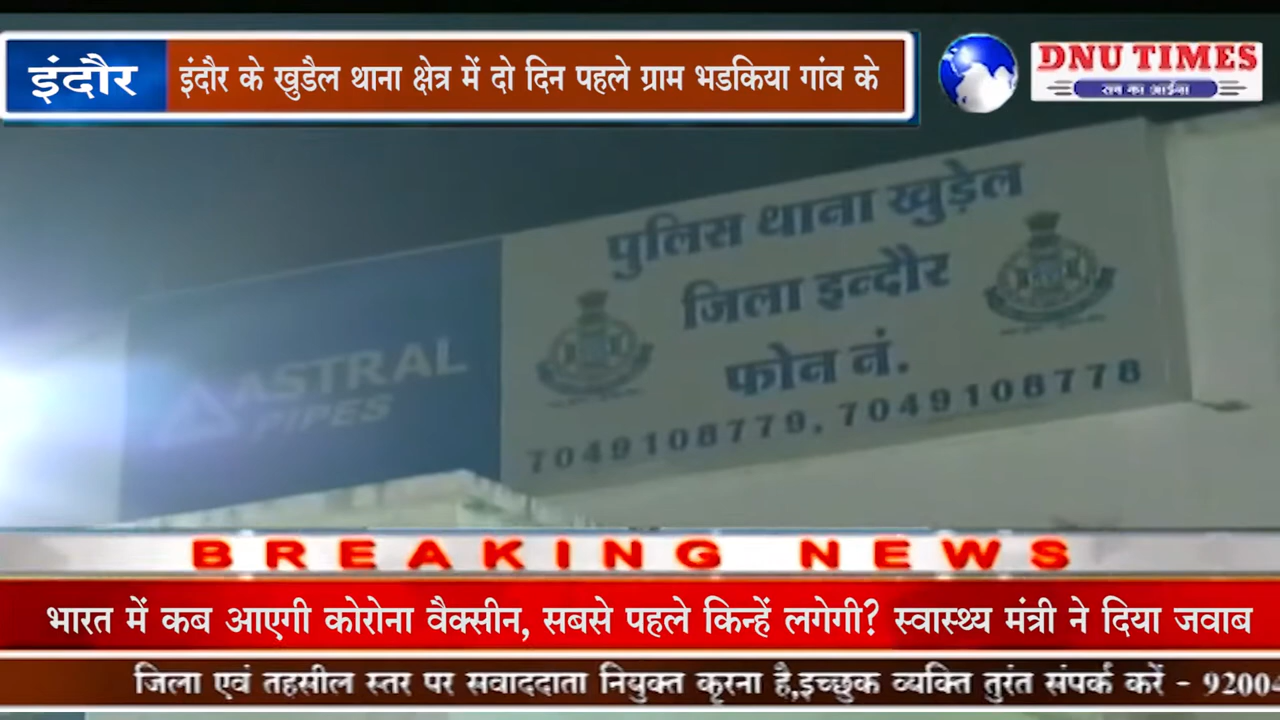 इंदौर
इंदौर के खुडैल थाना क्षेत्र में दो दिन पहले ग्राम भडकिया गांव के
DNU TIMES
सब का आईना
पुलिस थाना खुड़ेल
जिला इन्दौर
फोन नं.
7049108779, 7049108778
ASTRAL
PIPES
BREAKING NEWS
भारत में कब आएगी कोरोना वैक्सीन, सबसे पहले किन्हें लगेगी? स्वास्थ्य मंत्री ने दिया जवाब
जिला एवं तहसील स्तर पर सवाददाता नियुक्त करना है,इच्छुक व्यक्ति तुरंत संपर्क करें - 9200